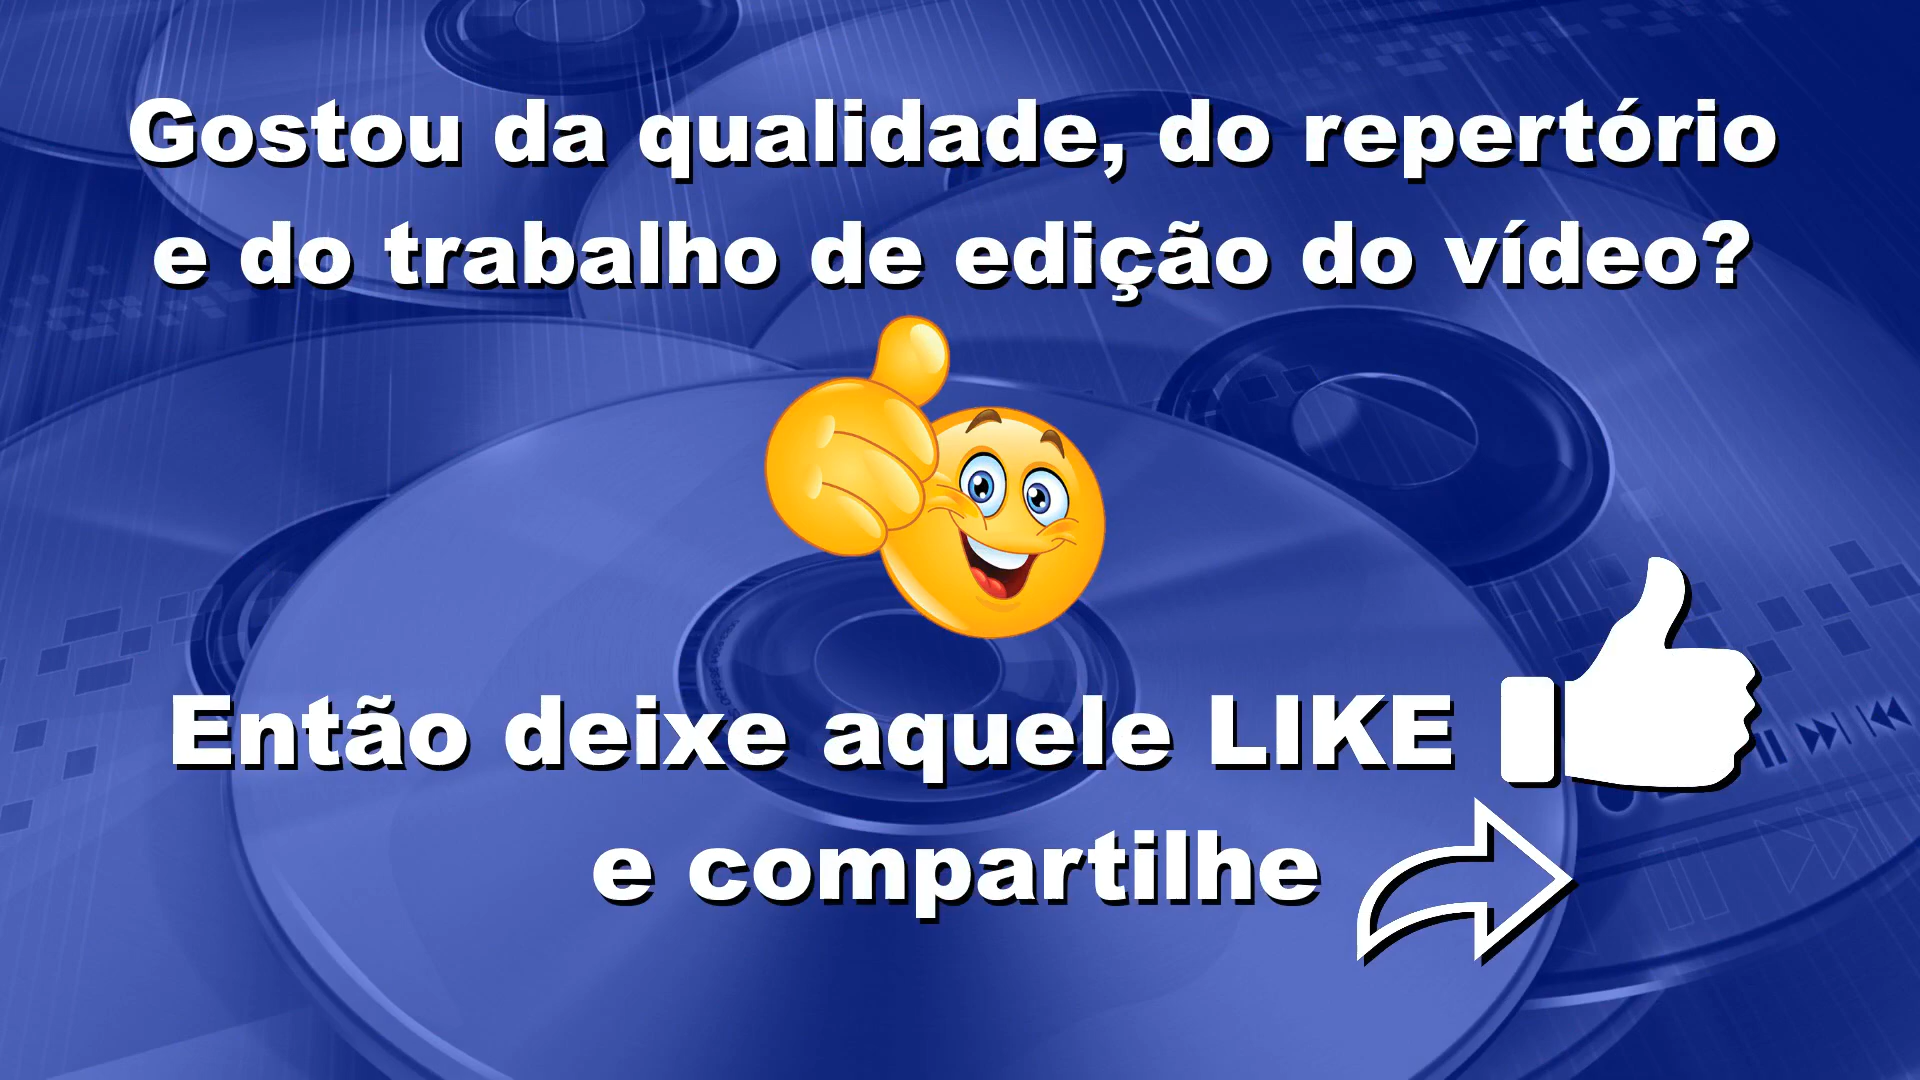 Gostou da qualidade, do repertório
e do trabalho de edição do vídeo?
Então deixe aquele LIKE
e compartilhe